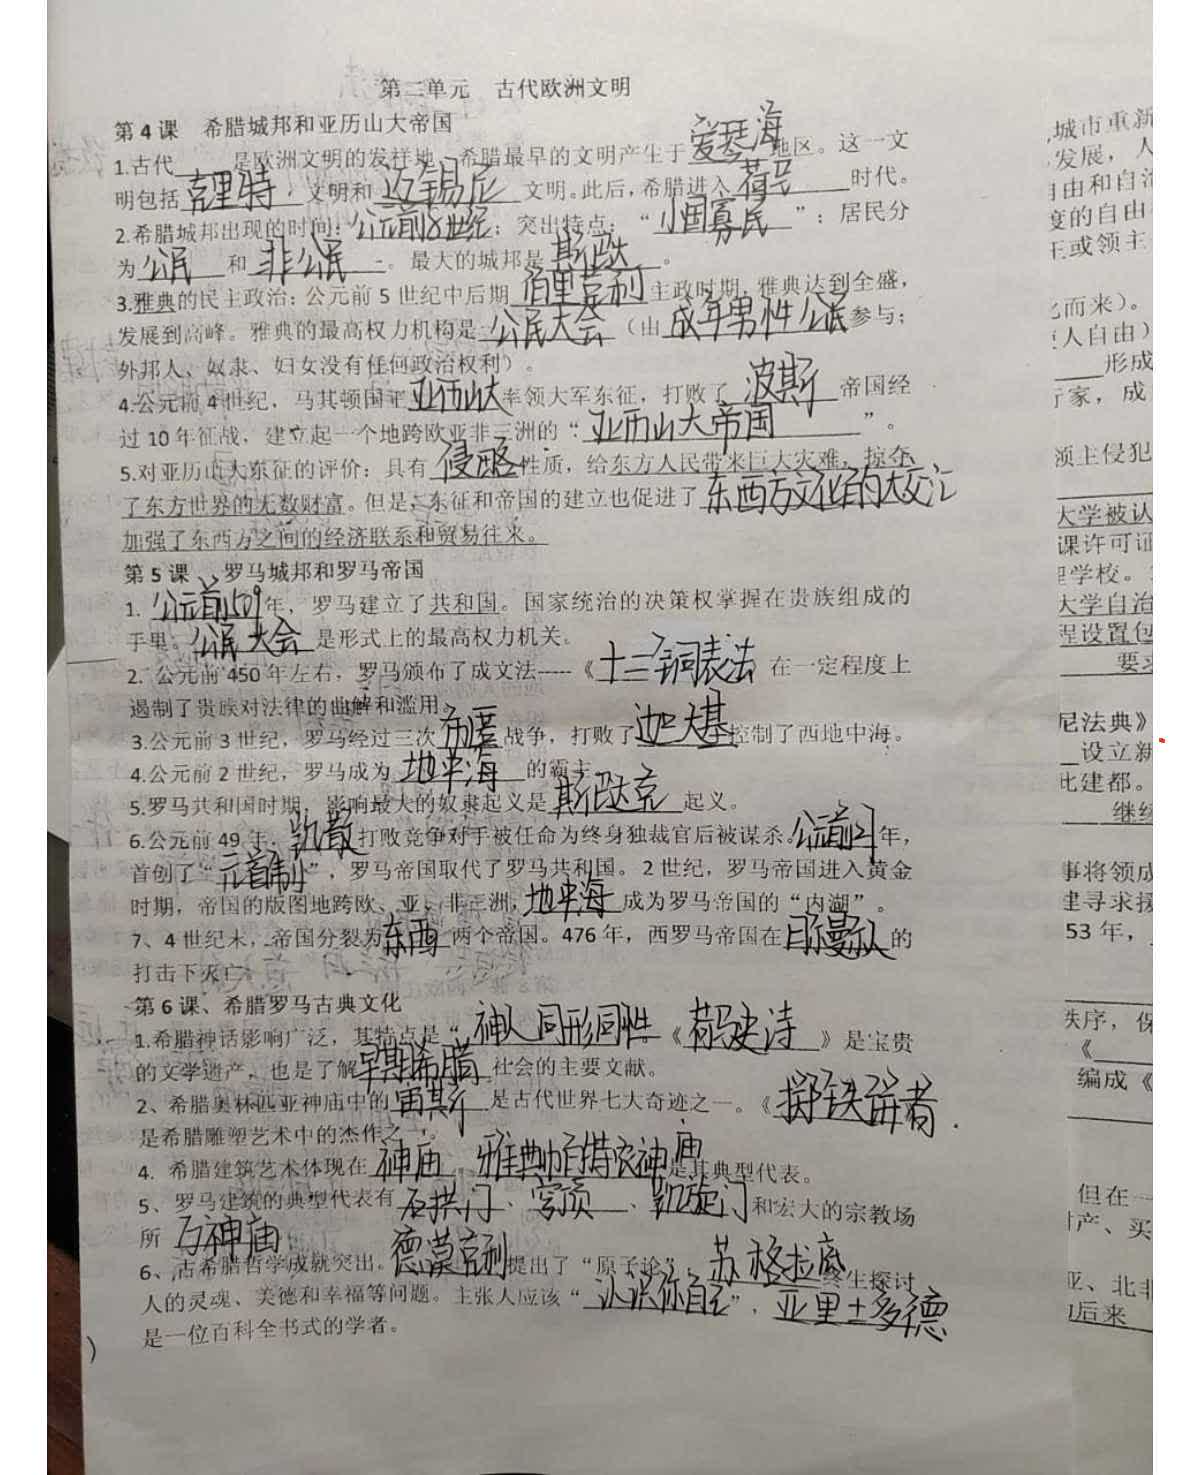 第二单元 古代欧洲文明
第4课 希腊城邦和亚历山大帝国
1.古代____是欧洲文明的发祥地。希腊最早的文明产生于爱琴海地区。这一文
明包括克里特文明和迈锡尼文明。此后,希腊进入荷马时代。
2.希腊城邦出现的时间:公元前8世纪;突出特点:“小国寡民”;居民分
为公民和非公民。最大的城邦是斯巴达。
3.雅典的民主政治:公元前5世纪中后期伯里克利主政时期,雅典达到全盛,
发展到高峰。雅典的最高权力机构是公民大会(由成年男性公民参与;
外邦人、奴隶、妇女没有任何政治权利)。
4.公元前4世纪,马其顿国王亚历山大率领大军东征,打败了波斯帝国经
过10年征战,建立起一个地跨欧亚非三洲的“亚历山大帝国”。
5.对亚历山大东征的评价:具有侵略性质,给东方人民带来巨大灾难,掠夺
了东方世界的无数财富。但是,东征和帝国的建立也促进了东西方文化的大交汇
加强了东西方之间的经济联系和贸易往来。
第5课、罗马城邦和罗马帝国
1. 公元前509年,罗马建立了共和国。国家统治的决策权掌握在贵族组成的
手里。公民大会是形式上的最高权力机关。
2. 公元前450年左右,罗马颁布了成文法-----《十二铜表法 在一定程度上
遏制了贵族对法律的曲解和滥用。
3.公元前3世纪,罗马经过三次布匿战争,打败了迦太基控制了西地中海。
4.公元前2世纪,罗马成为地中海的霸主。
5.罗马共和国时期,影响最大的奴隶起义是斯巴达克起义。
6.公元前49年,凯撒打败竞争对手被任命为终身独裁官后被谋杀。公元前27年,
首创了“元首制”,罗马帝国取代了罗马共和国。2世纪,罗马帝国进入黄金
时期,帝国的版图地跨欧、亚、非三洲,地中海成为罗马帝国的“内湖”。
7、4世纪末,帝国分裂为东西两个帝国。476年,西罗马帝国在日耳曼人的
打击下灭亡。
第6课、希腊罗马古典文化
1.希腊神话影响广泛,其特点是“神人同形同性《荷马史诗》是宝贵
的文学遗产,也是了解早期希腊社会的主要文献。
2、希腊奥林匹亚神庙中的宙斯是古代世界七大奇迹之一。《掷铁饼者
是希腊雕塑艺术中的杰作之一。
4. 希腊建筑艺术体现在神庙,雅典帕特农神庙是其典型代表。
5、罗马建筑的典型代表有石拱门、穹顶、凯旋门和宏大的宗教场
所 万神庙
6、古希腊哲学成就突出。德谟克利提出了“原子论”,苏格拉底终生探讨
人的灵魂、美德和幸福等问题。主张人应该“认识你自己”,亚里士多德
是一位百科全书式的学者。
,城市重新
发展,人
自由和自治
度的自由
王或领主
而来)。
人自由)
形成
家,成
领主侵犯
大学被认
课许可证
学校。
大学自治
程设置包
要求
尼法典》
设立新
此建都。
继续
事将领成
建寻求援
53年,
秩序,保
《
编成《
但在一
产、买
亚、北非
后来